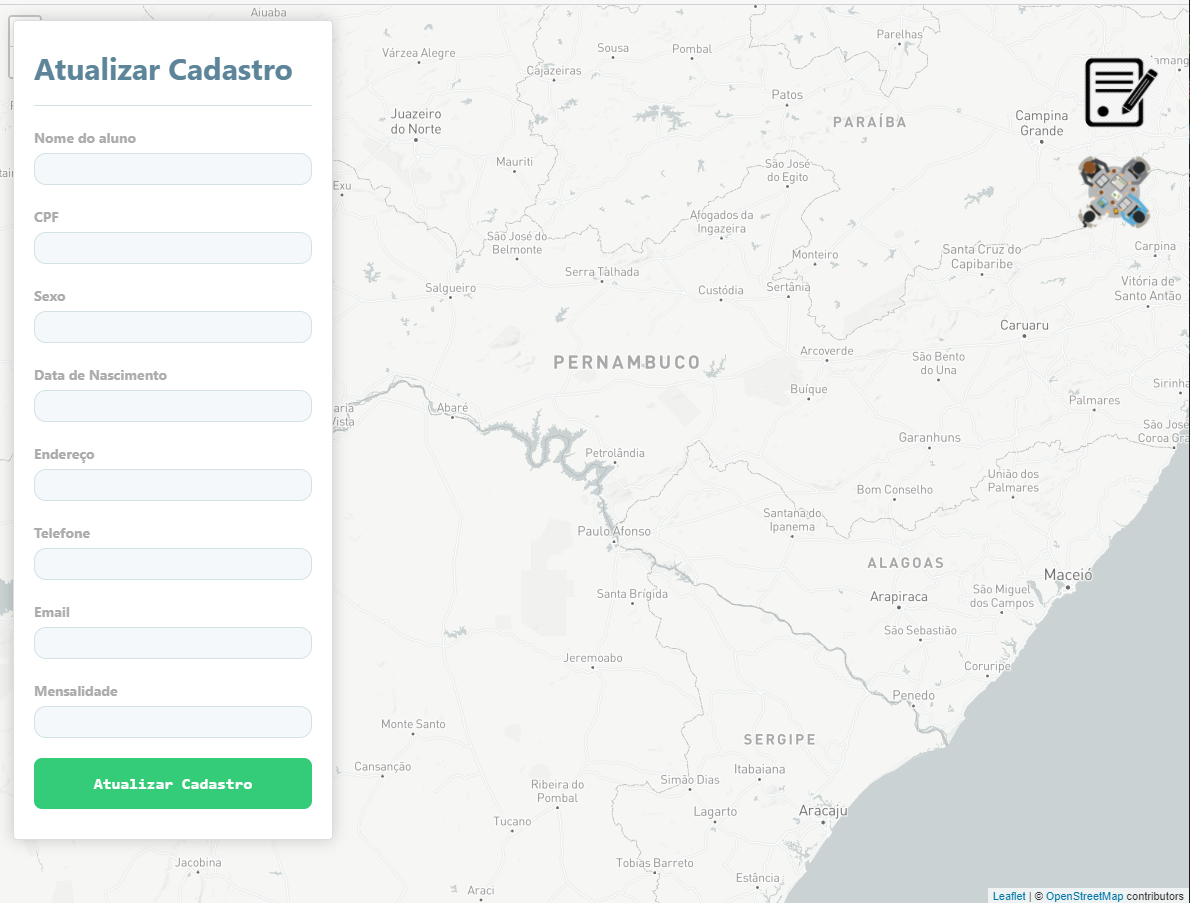 Atualizar Cadastro
Nome do aluno
CPF
Sexo
Data de Nascimento
Endereço
Telefone
Email
Mensalidade
Atualizar Cadastro
Aiuaba
Várzea Alegre
Sousa
Pombal
Parelhas
Cajazeiras
Patos
Juazeiro
do Norte
PARAÍBA
Campina
Grande
Mauriti
São José
do Egito
Exu
Afogados da
Ingazeira
São José do
Belmonte
Monteiro
Santa Cruz do
Capibaribe
Carpina
Serra Talhada
Salgueiro
Custódia
Sertânia
Vitória de
Santo Antão
Caruaru
PERNAMBUCO
Arcoverde
São Bento
do Una
Buíque
Sirinha
Palmares
aria
Vista
Abaré
São José
Coroa Gra
Garanhuns
Petrolândia
União dos
Palmares
Bom Conselho
Santana do
Ipanema
Paulo Afonso
ALAGOAS
Maceió
Santa Brígida
Arapiraca
São Miguel
dos Campos
São Sebastião
Jeremoabo
Coruripe
Penedo
Monte Santo
SERGIPE
Cansanção
Itabaiana
Simão Dias
Ribeira do
Pombal
Lagarto
Aracaju
Tucano
Jacobina
Tobias Barreto
Estância
Araci
Leaflet | © OpenStreetMap contributors